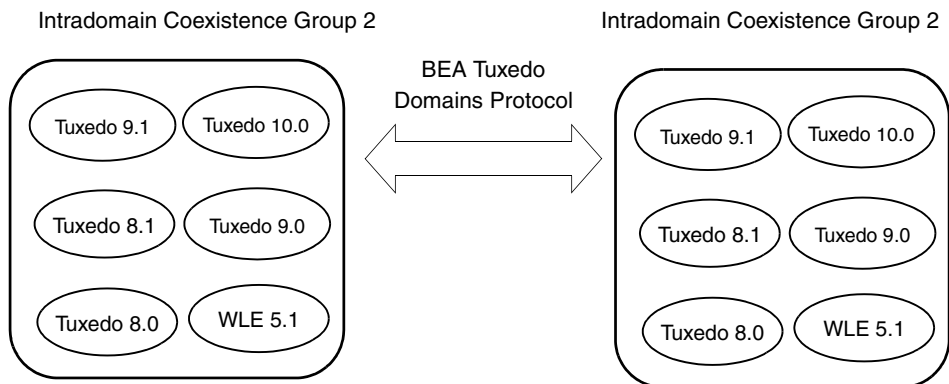 Intradomain Coexistence Group 2
Intradomain Coexistence Group 2
BEA Tuxedo
Domains Protocol
Tuxedo 9.1
Tuxedo 10.0
Tuxedo 8.1
Tuxedo 9.0
Tuxedo 8.0
WLE 5.1
Tuxedo 9.1
Tuxedo 10.0
Tuxedo 8.1
Tuxedo 9.0
Tuxedo 8.0
WLE 5.1